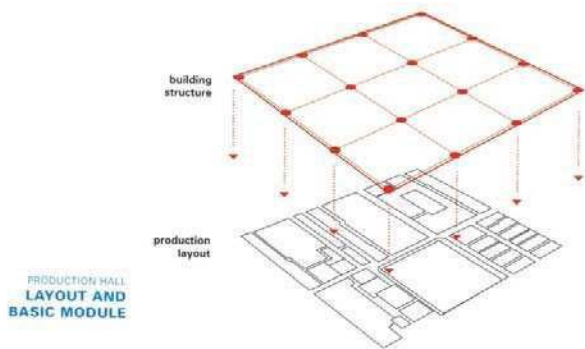 building
structure
production
layout
PRODUCTION HALL
LAYOUT AND
BASIC MODULE